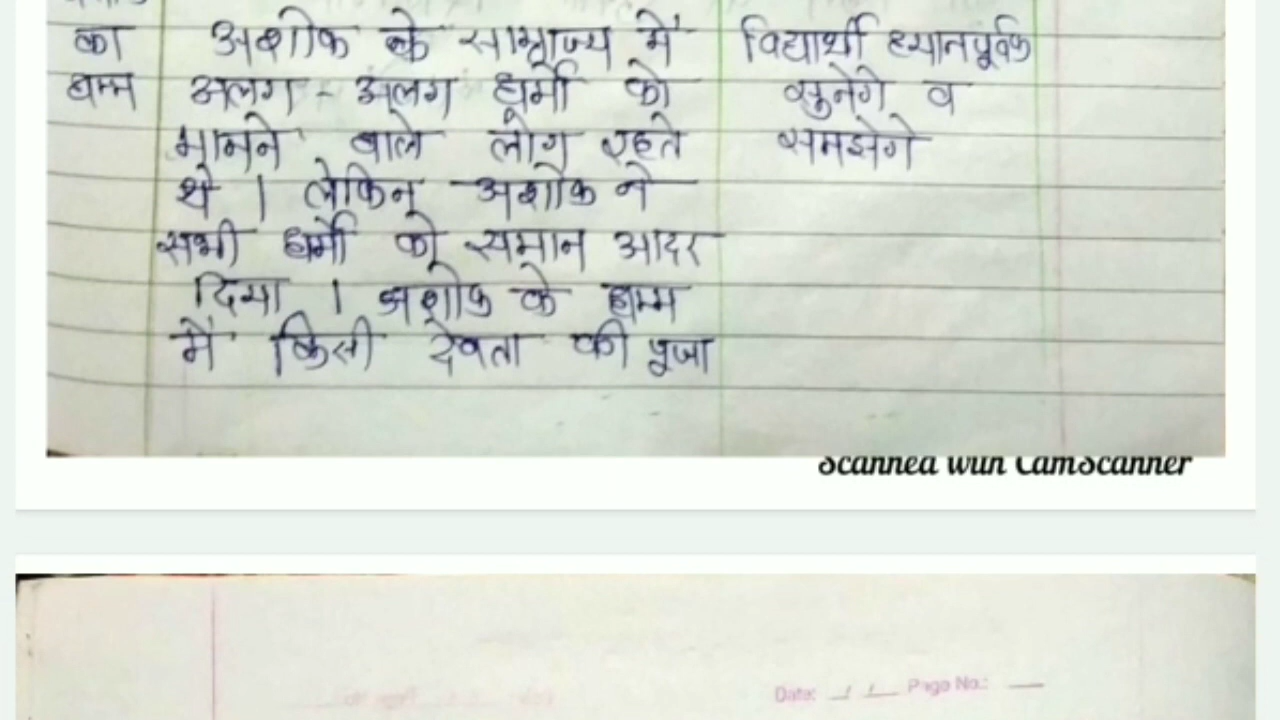 का अशोक के साम्राज्य में विद्यार्थी ध्यानपूर्वक
धम्म अलग - अलग धर्मो को सुनेगे व
मानने वाले लोग रहते समझेगे
थे । लेकिन अशोक ने
सभी धर्मो को समान आदर
दिया । अशोक के धम्म
में किसी देवता की पूजा
Scanned with CamScanner
Date: / / Page No.: